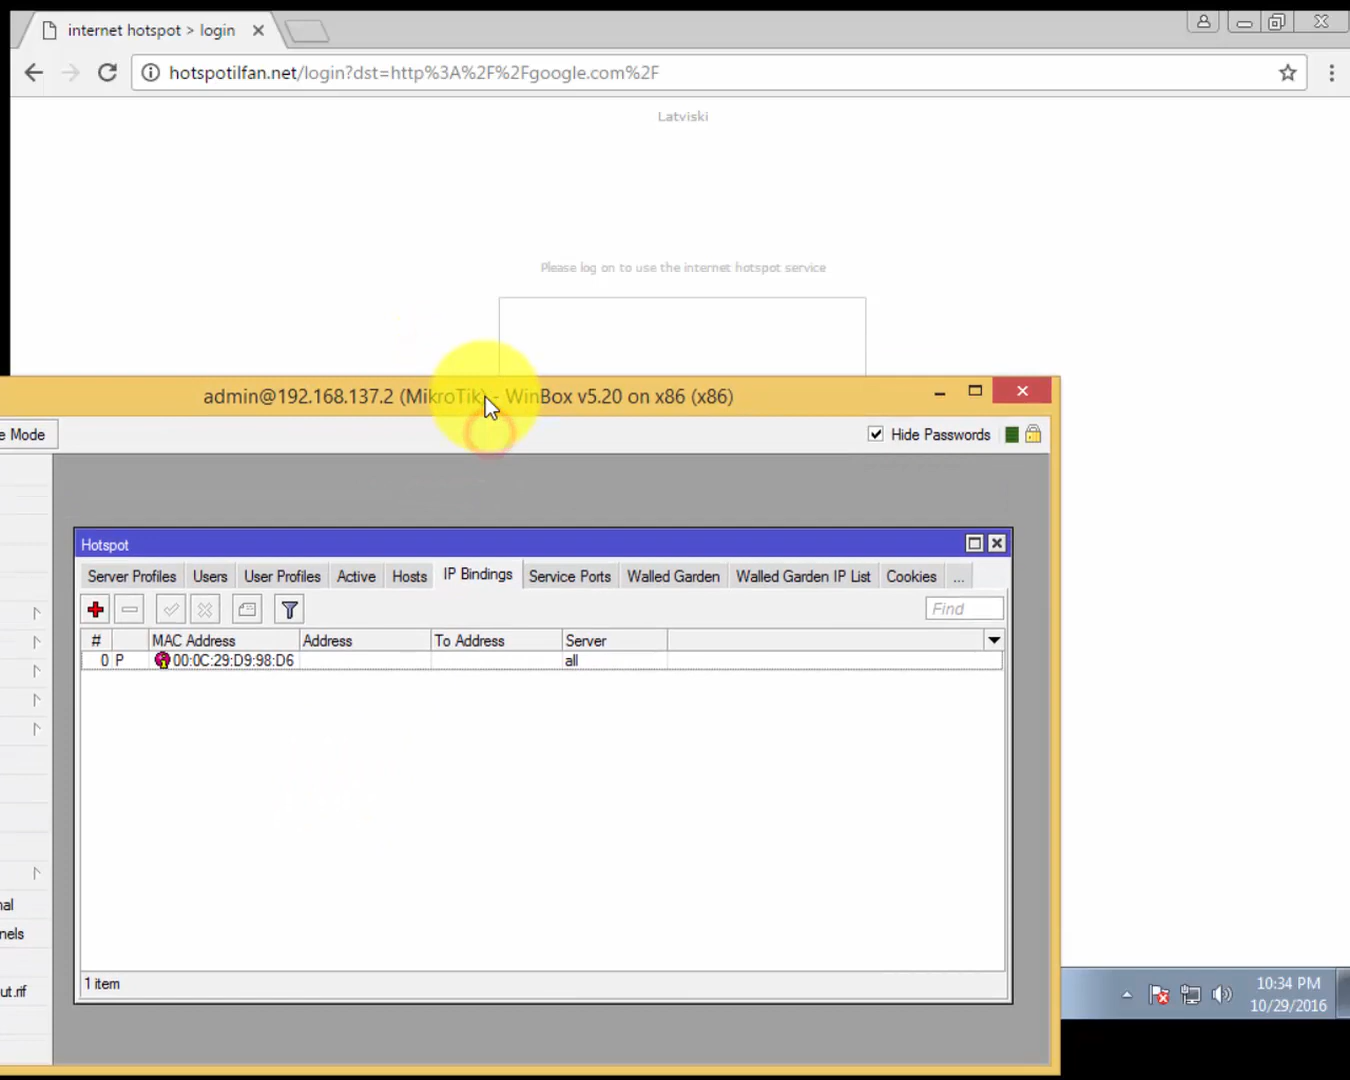 internet hotspot > login
hotspotilfan.net/login?dst=http%3A%2F%2Fgoogle.com%2F
Latviski
Please log on to use the internet hotspot service
admin@192.168.137.2 (MikroTik) - WinBox v5.20 on x86 (x86)
e Mode
Hide Passwords
Hotspot
Server Profiles Users User Profiles Active Hosts IP Bindings Service Ports Walled Garden Walled Garden IP List Cookies ...
Find
# MAC Address Address To Address Server
0 P 00:0C:29:D9:98:D6 all
nal
nels
ut.rif
1 item
10:34 PM
10/29/2016